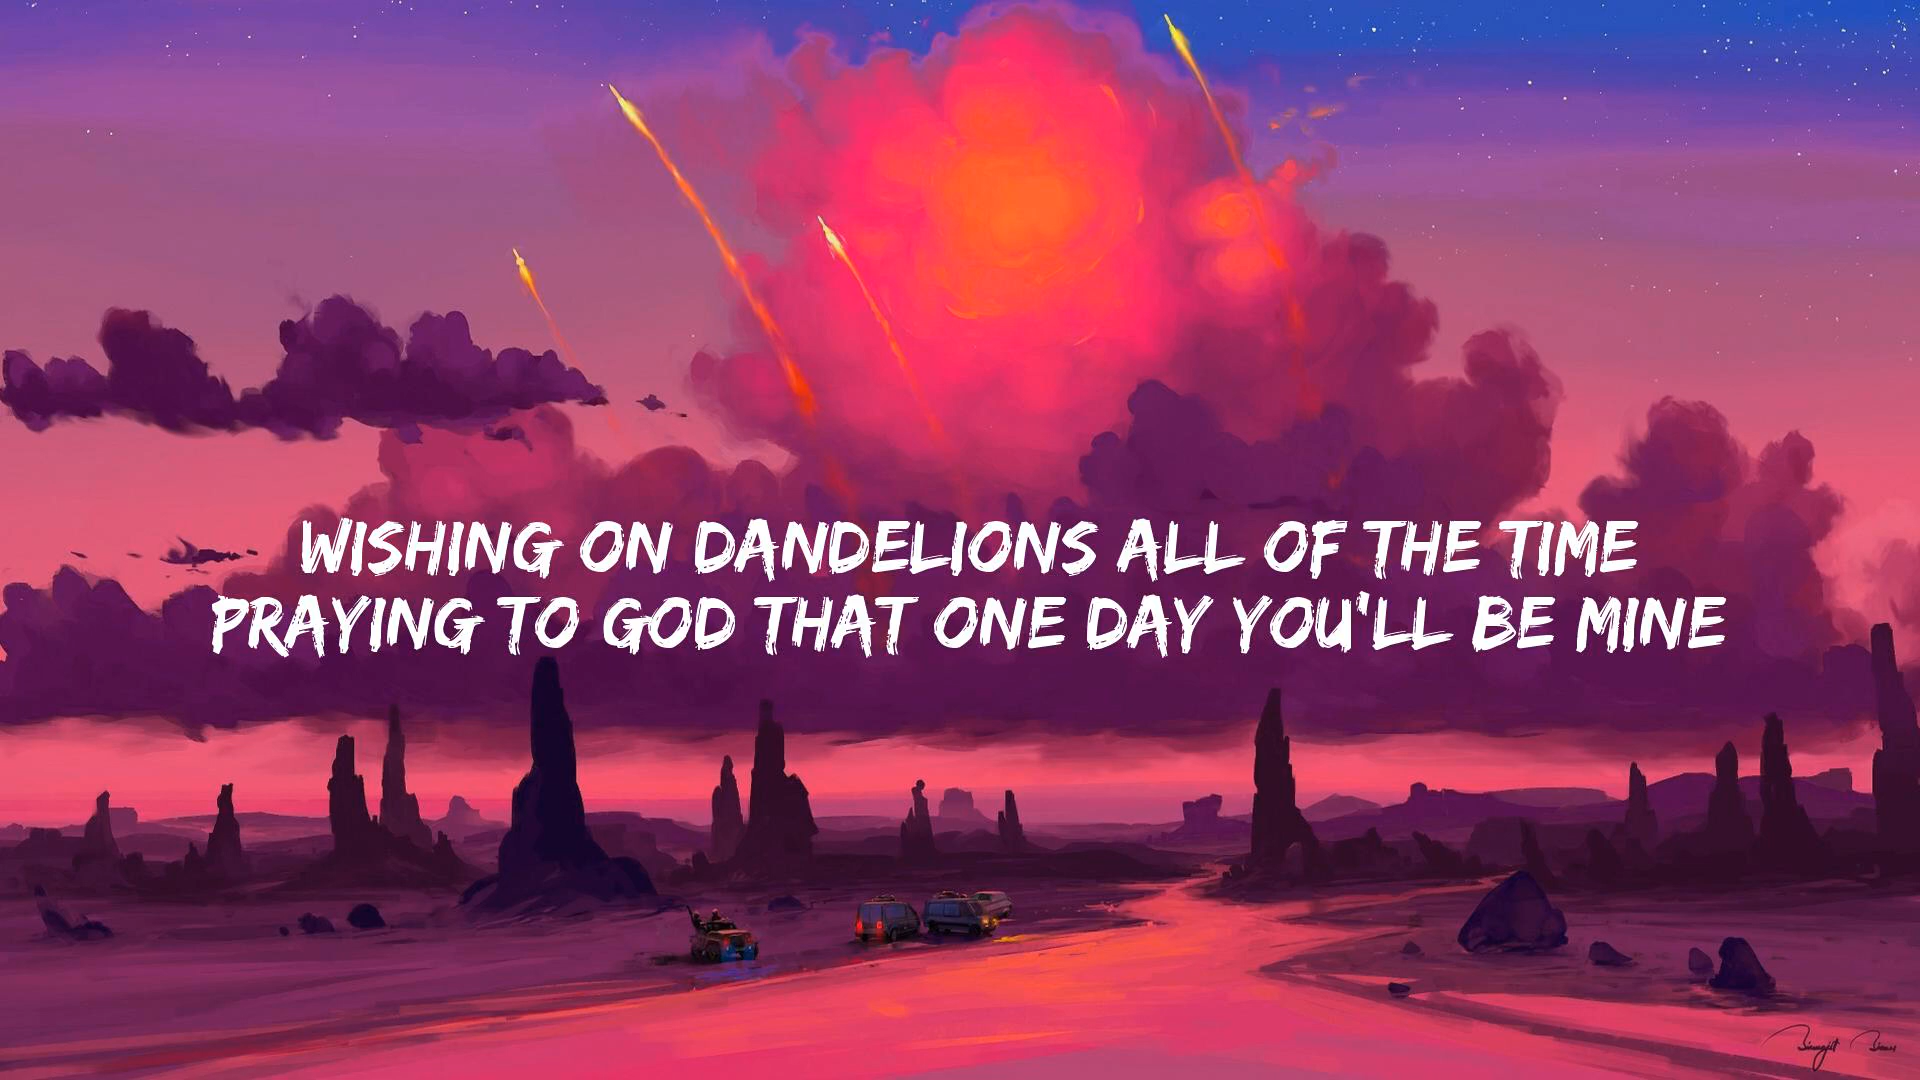 WISHING ON DANDELIONS ALL OF THE TIME
PRAYING TO GOD THAT ONE DAY YOU'LL BE MINE